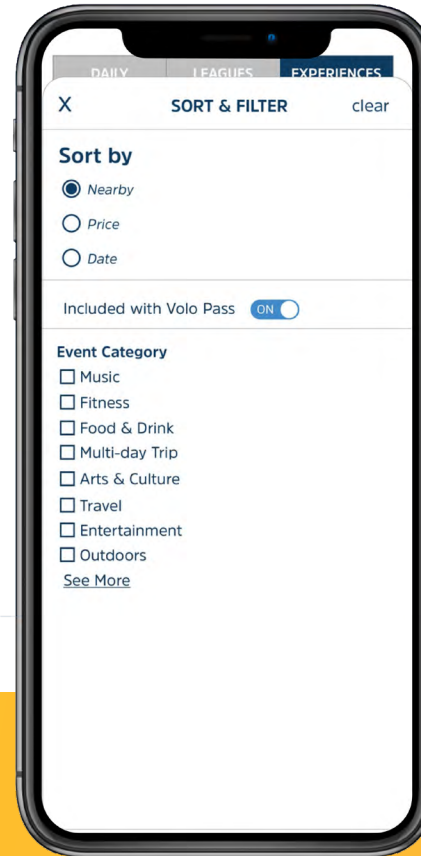 DAILY LEAGUES EXPERIENCES
X SORT & FILTER clear
Sort by
Nearby
Price
Date
Included with Volo Pass ON
Event Category
Music
Fitness
Food & Drink
Multi-day Trip
Arts & Culture
Travel
Entertainment
Outdoors
See More